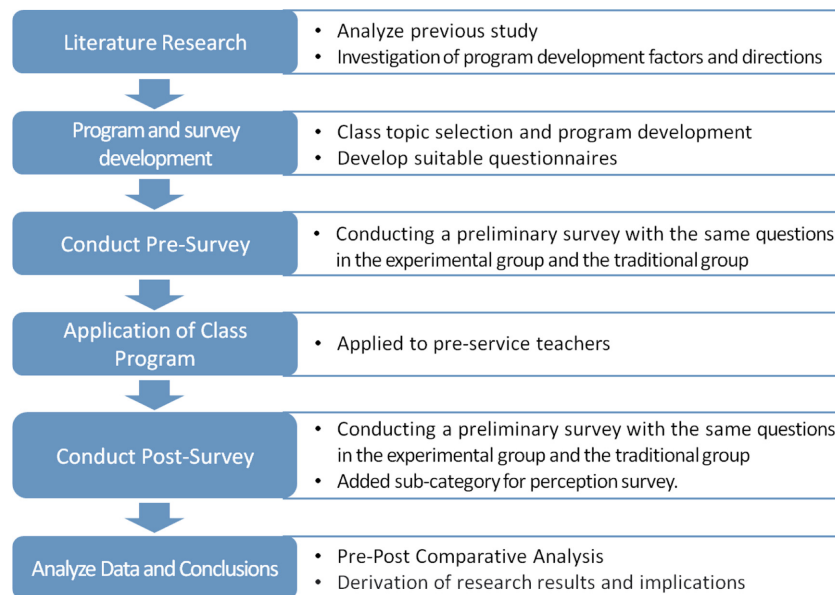 Literature Research
• Analyze previous study
• Investigation of program development factors and directions
Program and survey
development
• Class topic selection and program development
• Develop suitable questionnaires
Conduct Pre-Survey
• Conducting a preliminary survey with the same questions
in the experimental group and the traditional group
Application of Class
Program
• Applied to pre-service teachers
Conduct Post-Survey
• Conducting a preliminary survey with the same questions
in the experimental group and the traditional group
• Added sub-category for perception survey.
Analyze Data and Conclusions
• Pre-Post Comparative Analysis
• Derivation of research results and implications